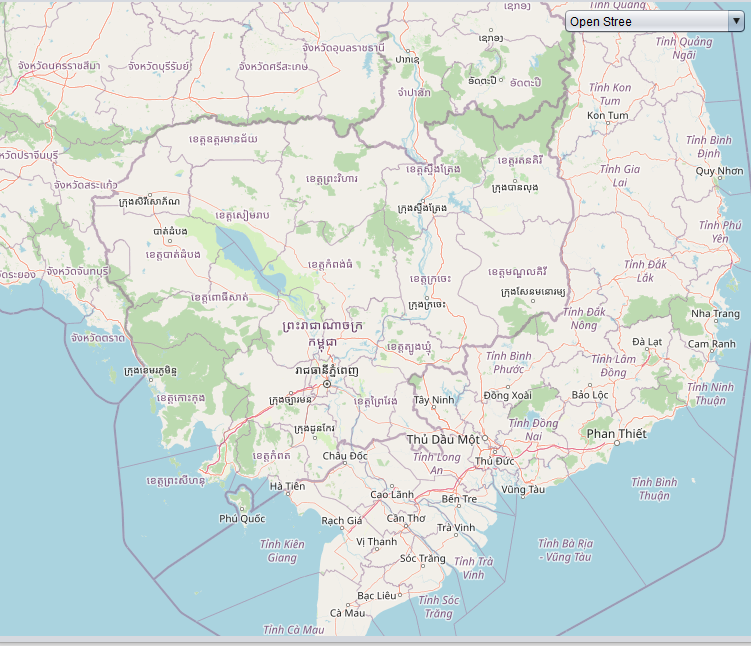 Tỉnh Quảng
ເຊກອງ
Open Stree
ປາກເຊ
Tỉnh Quảng
Ngãi
จังหวัดอุบลราชธานี
จังหวัดนครราชสีมา
จังหวัดบุรีรัมย์
จังหวัดศรีสะเกษ
ອັດຕະປື
ອັດຕະປື
ຈຳປາສັກ
Tỉnh Kon
Tum
Kon Tum
ខេត្តឧត្តរមានជ័យ
Tỉnh Bình
Định
จังหวัดปราจีนบุรี
ខេត្តរតនគិរី
ខេត្តស្ទឹងត្រែង
Tỉnh Gia
Lai
Quy Nhơn
ខេត្តព្រះវិហារ
จังหวัดสระแก้ว
ក្រុងបានលុង
ក្រុងសិរីសោភ័ណ
ក្រុងស្ទឹងត្រែង
ខេត្តសៀមរាប
Tỉnh Phú
Yên
បាត់ដំបង
ខេត្តបាត់ដំបង
ខេត្តកំពង់ធំ
Tỉnh Đắk
Lắk
จังหวัดจันทบุรี
ខេត្តក្រចេះ
ខេត្តមណ្ឌលគិរី
ក្រុងសែនមនោរម្យ
ខេត្តពោធិ៍សាត់
ក្រុងក្រចេះ
Tỉnh Đắk
Nông
Nha Trang
ព្រះរាជាណាចក្រ
កម្ពុជា
จังหวัดตราด
ខេត្តត្បូងឃ្មុំ
Đà Lạt
Cam Ranh
Tỉnh Bình
Phước
Tỉnh Lâm
Đồng
ក្រុងខេមរភូមិន្ទ
រាជធានីភ្នំពេញ
Tỉnh Ninh
Thuận
ខេត្តកោះកុង
ក្រុងច្បារមន
ខេត្តព្រៃវែង
Tây Ninh
Đồng Xoài
Bảo Lộc
ក្រុងដូនកែវ
Tỉnh Đồng
Nai
Phan Thiết
Thủ Dầu Một
ខេត្តកំពត
Châu Đốc
Tỉnh Long
An
Thủ Đức
ខេត្តព្រះសីហនុ
Hà Tiên
Cao Lãnh
Bến Tre
Vũng Tàu
Tỉnh Bình
Thuận
Phú Quốc
Rạch Giá
Cần Thơ
Trà Vinh
Tỉnh Kiên
Giang
Vị Thanh
Tỉnh Bà Rịa
- Vũng Tàu
Sóc Trăng
Tỉnh Trà
Vinh
Bạc Liêu
Tỉnh Sóc
Trăng
Cà Mau
Tỉnh Cà Mau